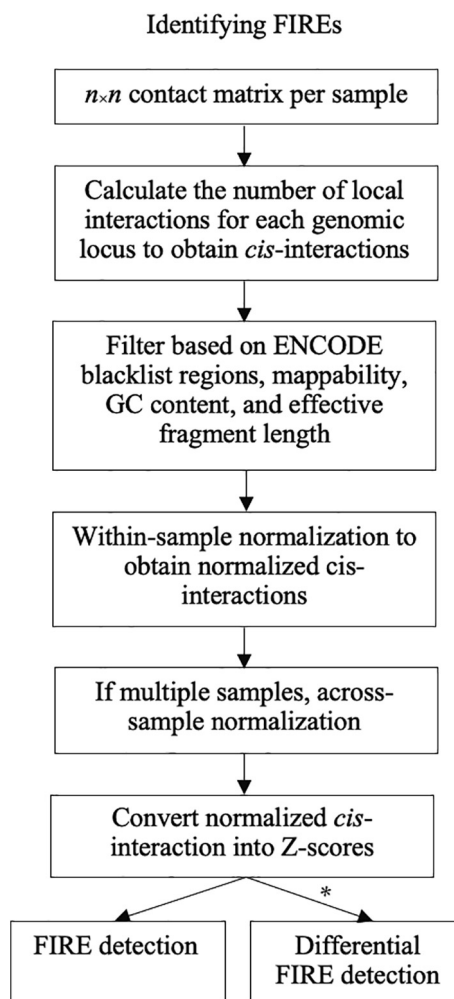 Identifying FIREs
n×n contact matrix per sample
Calculate the number of local
interactions for each genomic
locus to obtain cis-interactions
Filter based on ENCODE
blacklist regions, mappability,
GC content, and effective
fragment length
Within-sample normalization to
obtain normalized cis-
interactions
If multiple samples, across-
sample normalization
Convert normalized cis-
interaction into Z-scores
*
FIRE detection
Differential
FIRE detection